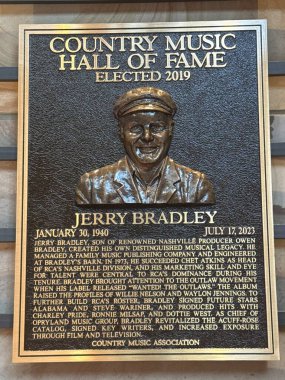 COUNTRY MUSIC
HALL OF FAME
ELECTED 2019
JERRY BRADLEY
JANUARY 30, 1940 JULY 17, 2023
JERRY BRADLEY, SON OF RENOWNED NASHVILLE PRODUCER OWEN
BRADLEY, CREATED HIS OWN DISTINGUISHED MUSICAL LEGACY. HE
MANAGED A FAMILY MUSIC PUBLISHING COMPANY AND ENGINEERED
AT BRADLEY'S BARN. IN 1973, HE SUCCEEDED CHET ATKINS AS HEAD
OF RCA'S NASHVILLE DIVISION, AND HIS MARKETING SKILL AND EYE
FOR TALENT WERE CENTRAL TO RCA'S DOMINANCE DURING HIS
TENURE. BRADLEY BROUGHT ATTENTION TO THE OUTLAW MOVEMENT
WHEN HIS LABEL RELEASED "WANTED! THE OUTLAWS." THE ALBUM
RAISED THE PROFILES OF WILLIE NELSON AND WAYLON JENNINGS. TO
FURTHER BUILD RCA'S ROSTER, BRADLEY SIGNED FUTURE STARS
ALABAMA AND STEVE WARINER, AND PRODUCED HITS WITH
CHARLEY PRIDE, RONNIE MILSAP, AND DOTTIE WEST. AS CHIEF OF
OPRYLAND MUSIC GROUP, BRADLEY REVITALIZED THE ACUFF-ROSE
CATALOG, SIGNED KEY WRITERS, AND INCREASED EXPOSURE
THROUGH FILM AND TELEVISION.
COUNTRY MUSIC ASSOCIATION